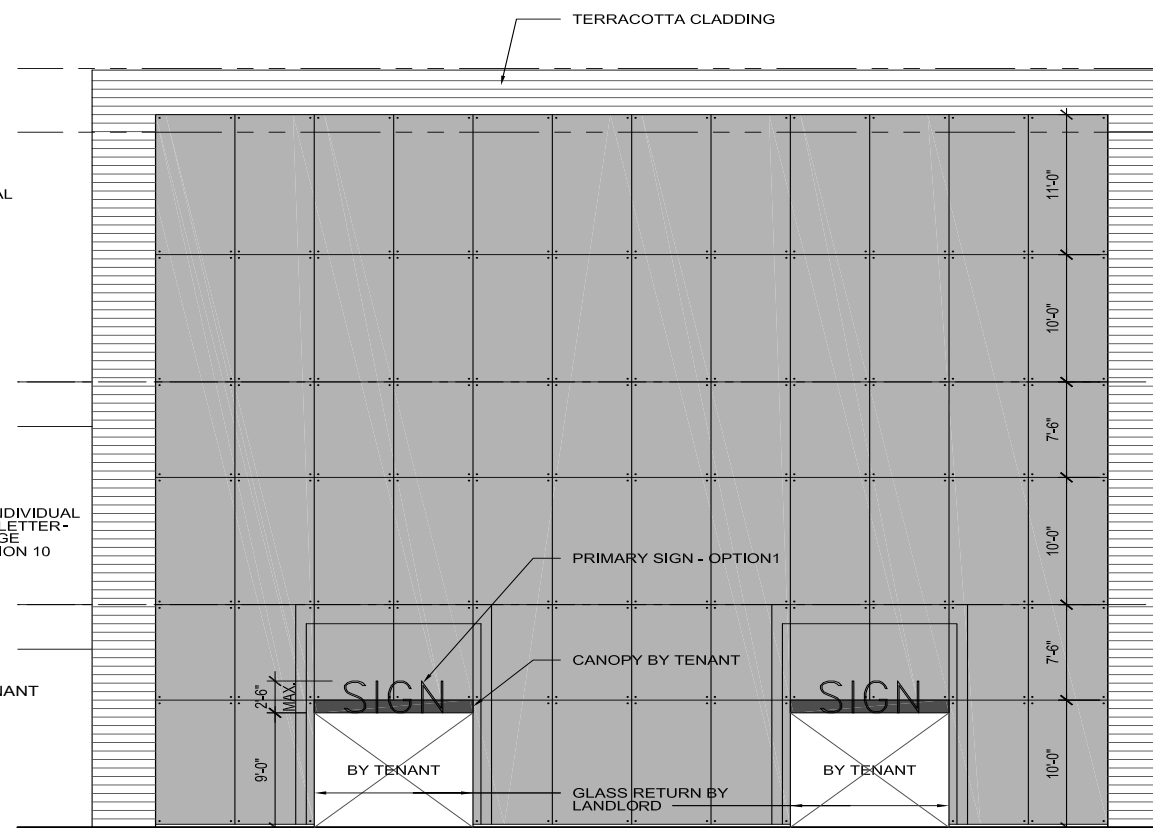 TERRACOTTA CLADDING
AL
11'-0"
10'-0"
7'-6"
NDIVIDUAL
LETTER-
GE
ION 10
10'-0"
PRIMARY SIGN - OPTION1
7'-6"
CANOPY BY TENANT
NANT
2'-6"
MAX.
SIGN
SIGN
9'-0"
BY TENANT
BY TENANT
10'-0"
GLASS RETURN BY
LANDLORD